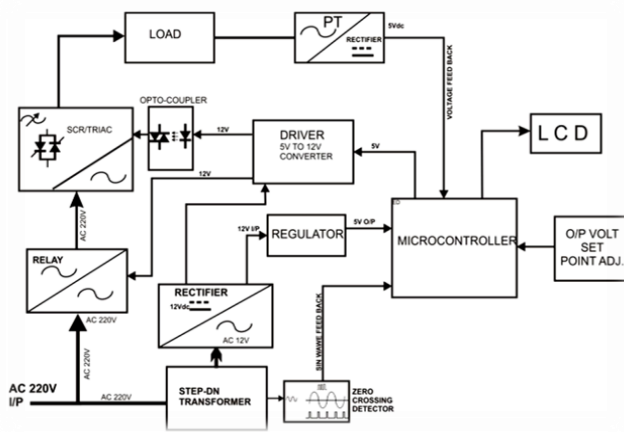 LOAD
PT
RECTIFIER
5Vdc
VOLTAGE FEED BACK
OPTO-COUPLER
SCR/TRIAC
12V
DRIVER
5V TO 12V
CONVERTER
5V
12V
LCD
AC 220V
RELAY
AC 220V
12V I/P
REGULATOR
5V O/P
MICROCONTROLLER
O/P VOLT
SET
POINT ADJ.
RECTIFIER
12Vdc
AC 12V
SIN WAWE FEED BACK
AC 220V
AC 220V
I/P
AC 220V
STEP-DN
TRANSFORMER
ZERO
CROSSING
DETECTOR